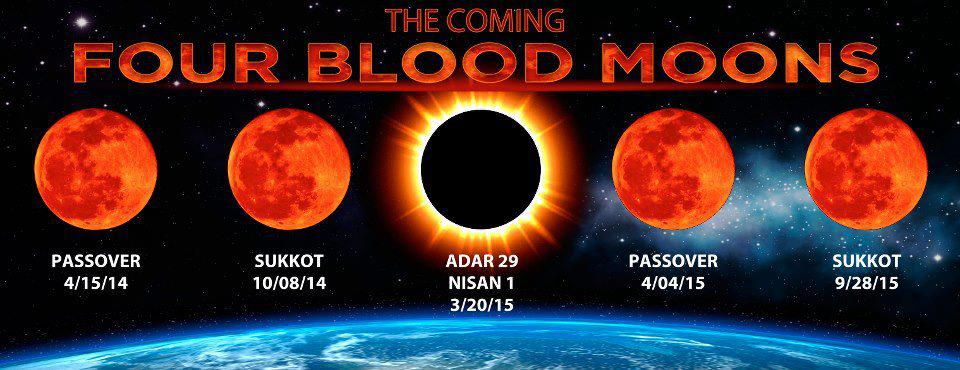 THE COMING
FOUR BLOOD MOONS
PASSOVER
4/15/14
SUKKOT
10/08/14
ADAR 29
NISAN 1
3/20/15
PASSOVER
4/04/15
SUKKOT
9/28/15